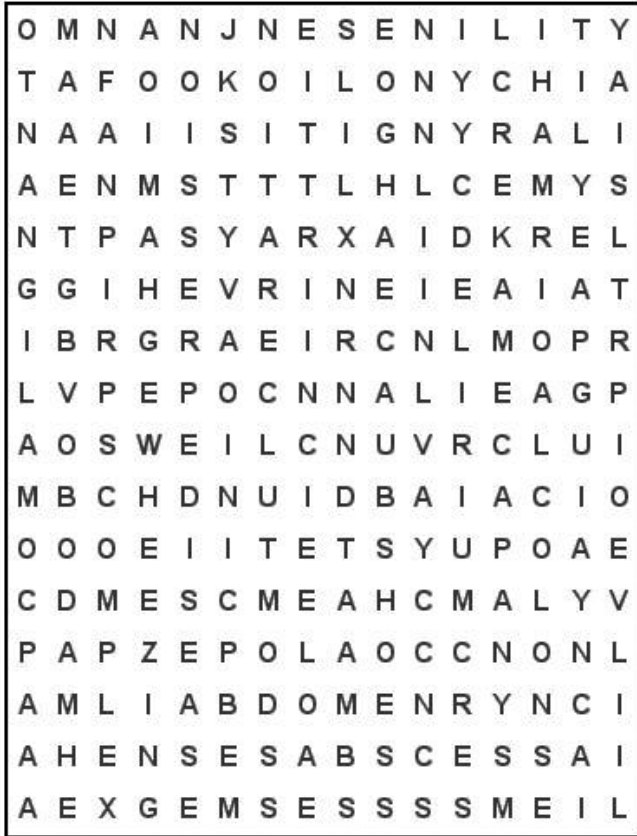 O M N A N J N E S E N I L I T Y
T A F O O K O I L O N Y C H I A
N A A I I S I T I G N Y R A L I
A E N M S T T T L H L C E M Y S
N T P A S Y A R X A I D K R E L
G G I H E V R I N E I E A I A T
I B R G R A E I R C N L M O P R
L V P E P O C N N A L I E A G P
A O S W E I L C N U V R C L U I
M B C H D N U I D B A I A C I O
O O O E I I T E T S Y U P O A E
C D M E S C M E A H C M A L Y V
P A P Z E P O L A O C C N O N L
A M L I A B D O M E N R Y N C I
A H E N S E S A B S C E S S A I
A E X G E M S E S S S S M E I L